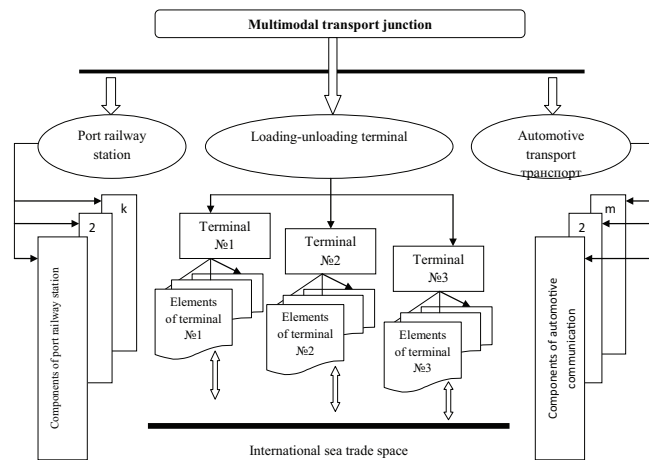 Multimodal transport junction
Port railway
station
Loading-unloading terminal
Automotive
transport
транспорт
k
2
Components of port railway station
Terminal
№1
Terminal
№2
Terminal
№3
Elements
of terminal
№1
Elements
of terminal
№2
Elements
of terminal
№3
m
2
Components of automotive
communication
International sea trade space